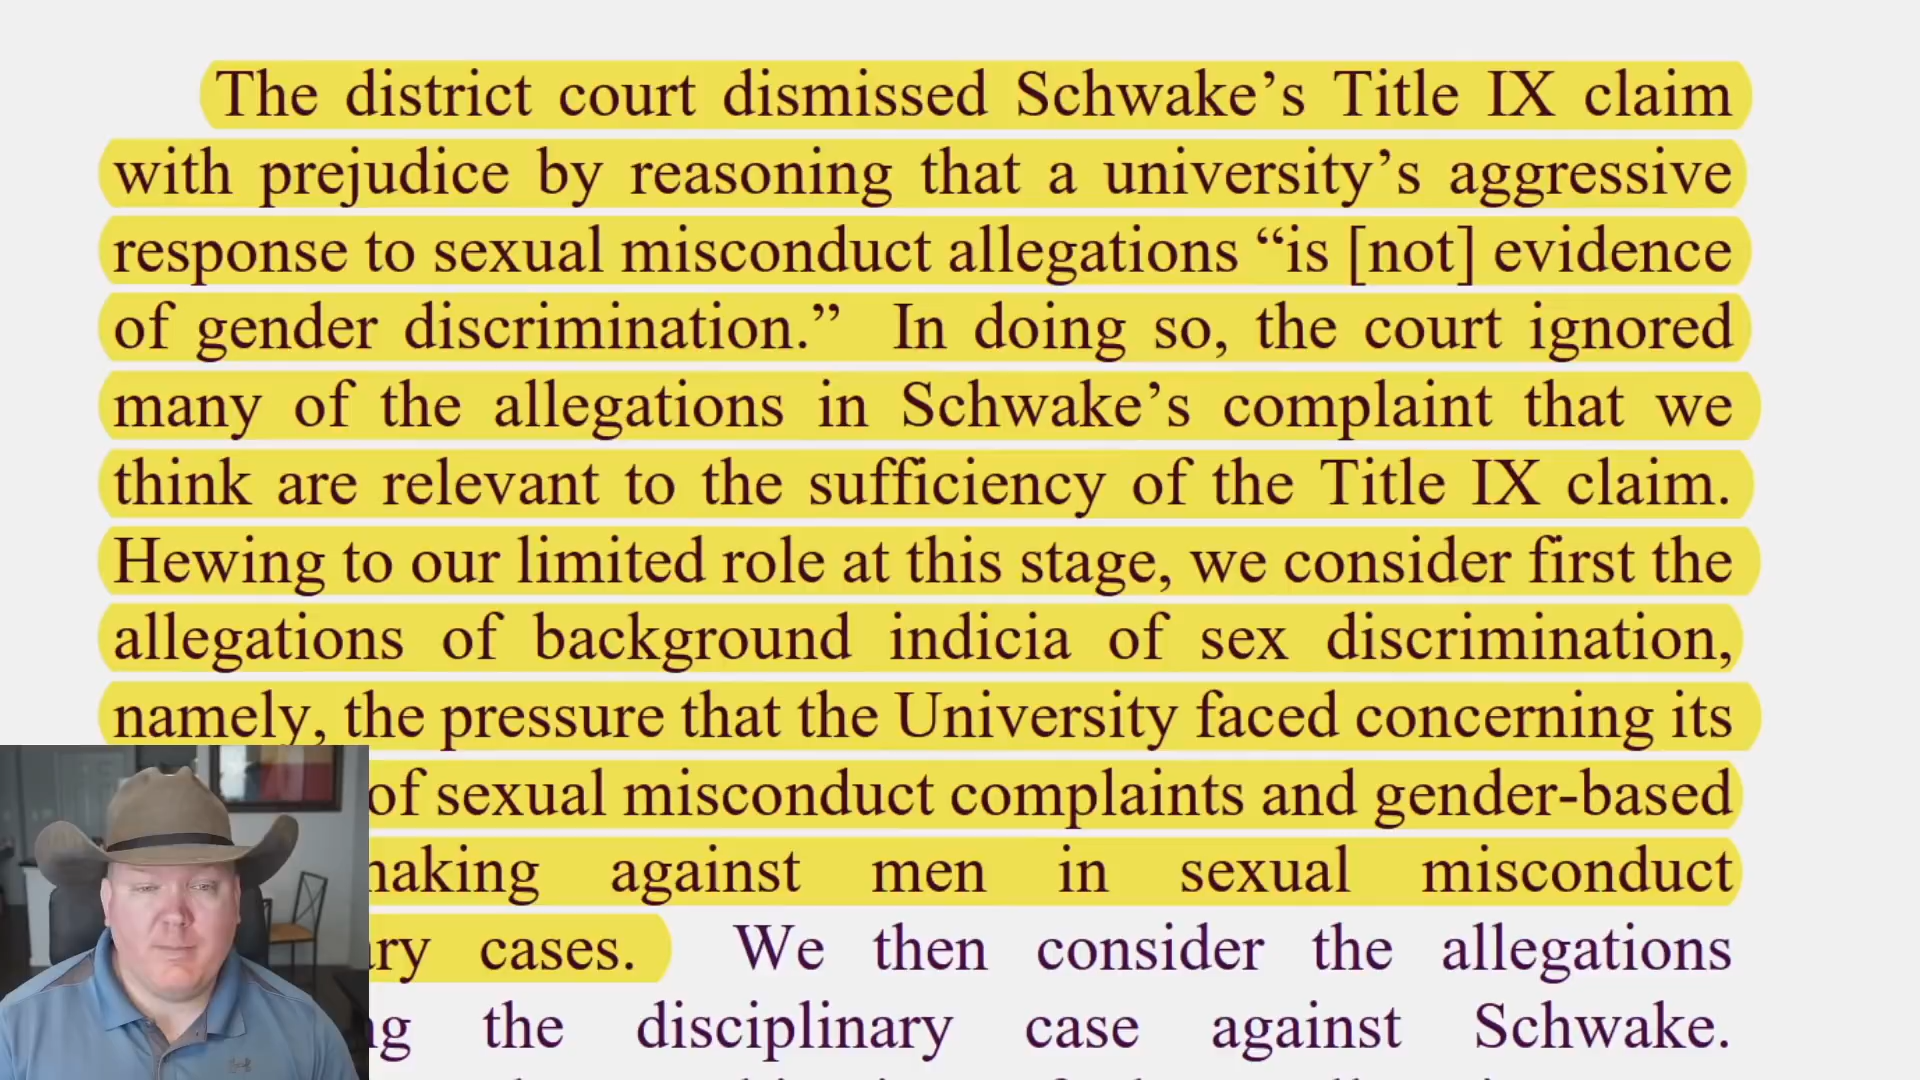 The district court dismissed Schwake’s Title IX claim
with prejudice by reasoning that a university’s aggressive
response to sexual misconduct allegations “is [not] evidence
of gender discrimination.” In doing so, the court ignored
many of the allegations in Schwake’s complaint that we
think are relevant to the sufficiency of the Title IX claim.
Hewing to our limited role at this stage, we consider first the
allegations of background indicia of sex discrimination,
namely, the pressure that the University faced concerning its
of sexual misconduct complaints and gender-based
against men in sexual misconduct
cases. We then consider the allegations
the disciplinary case against Schwake.